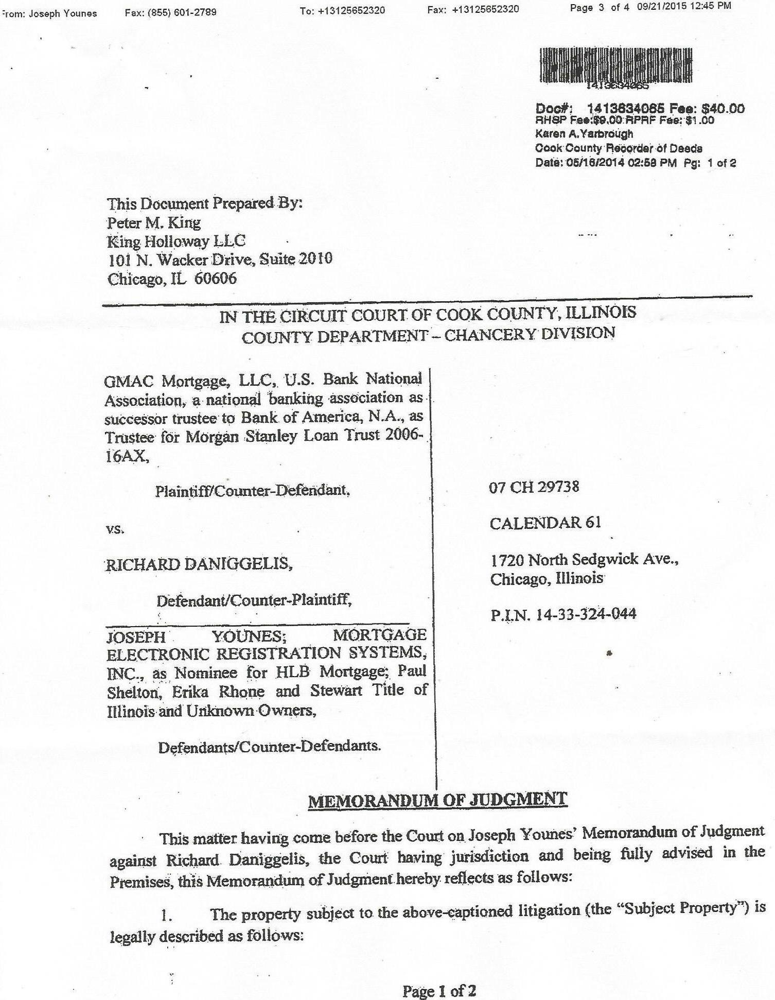 From: Joseph Younes Fax: (855) 601-2789 To: +13125652320 Fax: +13125652320 Page 3 of 4 09/21/2015 12:45 PM
1413634065
Doc#: 1413634065 Fee: $40.00
RHSP Fee:$9.00 RPRF Fee: $1.00
Karen A.Yarbrough
Cook County Recorder of Deeds
Date: 05/16/2014 02:58 PM Pg: 1 of 2
This Document Prepared By:
Peter M. King
King Holloway LLC
101 N. Wacker Drive, Suite 2010
Chicago, IL 60606
IN THE CIRCUIT COURT OF COOK COUNTY, ILLINOIS
COUNTY DEPARTMENT – CHANCERY DIVISION
GMAC Mortgage, LLC, U.S. Bank National
Association, a national banking association as
successor trustee to Bank of America, N.A., as
Trustee for Morgan Stanley Loan Trust 2006-
16AX,
Plaintiff/Counter-Defendant,
vs.
RICHARD DANIGGELIS,
Defendant/Counter-Plaintiff,
JOSEPH YOUNES; MORTGAGE
ELECTRONIC REGISTRATION SYSTEMS,
INC., as Nominee for HLB Mortgage; Paul
Shelton, Erika Rhone and Stewart Title of
Illinois and Unknown Owners,
Defendants/Counter-Defendants.
07 CH 29738
CALENDAR 61
1720 North Sedgwick Ave.,
Chicago, Illinois
P.I.N. 14-33-324-044
MEMORANDUM OF JUDGMENT
This matter having come before the Court on Joseph Younes' Memorandum of Judgment
against Richard Daniggelis, the Court having jurisdiction and being fully advised in the
Premises, this Memorandum of Judgment hereby reflects as follows:
1. The property subject to the above-captioned litigation (the "Subject Property") is
legally described as follows:
Page 1 of 2